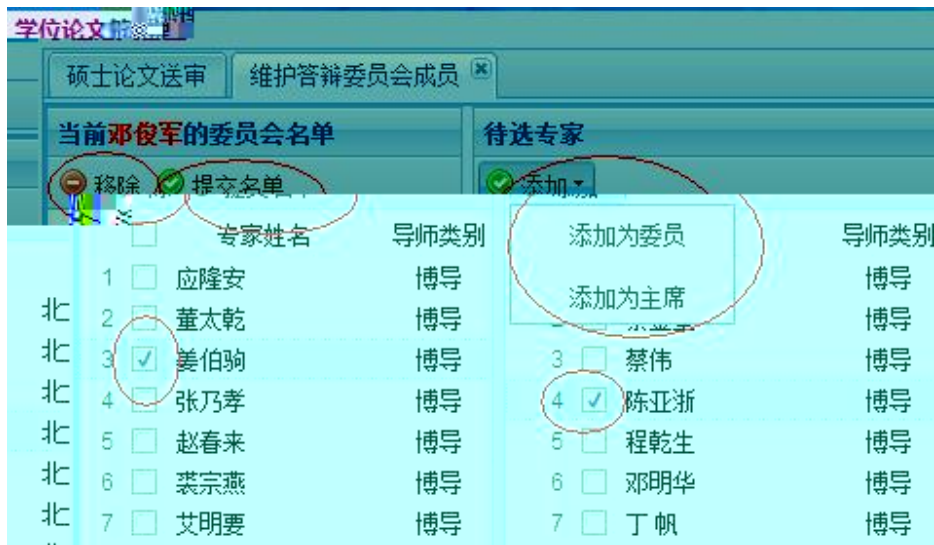 学位论文
硕士论文送审 维护答辩委员会成员
当前邓俊军的委员会名单 待选专家
移除 提交名单 添加
专家姓名 导师类别 添加为委员 导师类别
1 应隆安 博导 博导
添加为主席
北 2 董太乾 博导 博导
北 3 姜伯驹 博导 3 蔡伟 博导
北 4 张乃孝 博导 4 陈亚浙 博导
北 5 赵春来 博导 5 程乾生 博导
北 6 裘宗燕 博导 6 邓明华 博导
北 7 艾明要 博导 7 丁帆 博导